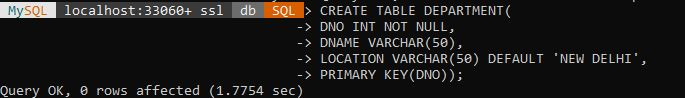 MySQL localhost:33060+ ssl db SQL > CREATE TABLE DEPARTMENT(
-> DNO INT NOT NULL,
-> DNAME VARCHAR(50),
-> LOCATION VARCHAR(50) DEFAULT 'NEW DELHI',
-> PRIMARY KEY(DNO));
Query OK, 0 rows affected (1.7754 sec)